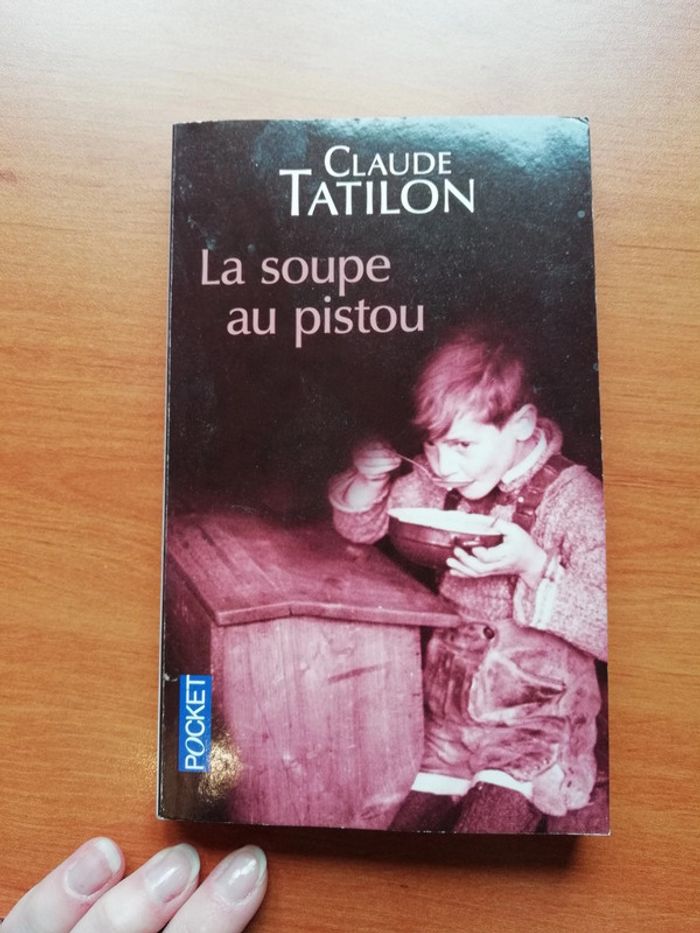 CLAUDE
TATILON
La soupe
au pistou
POCKET